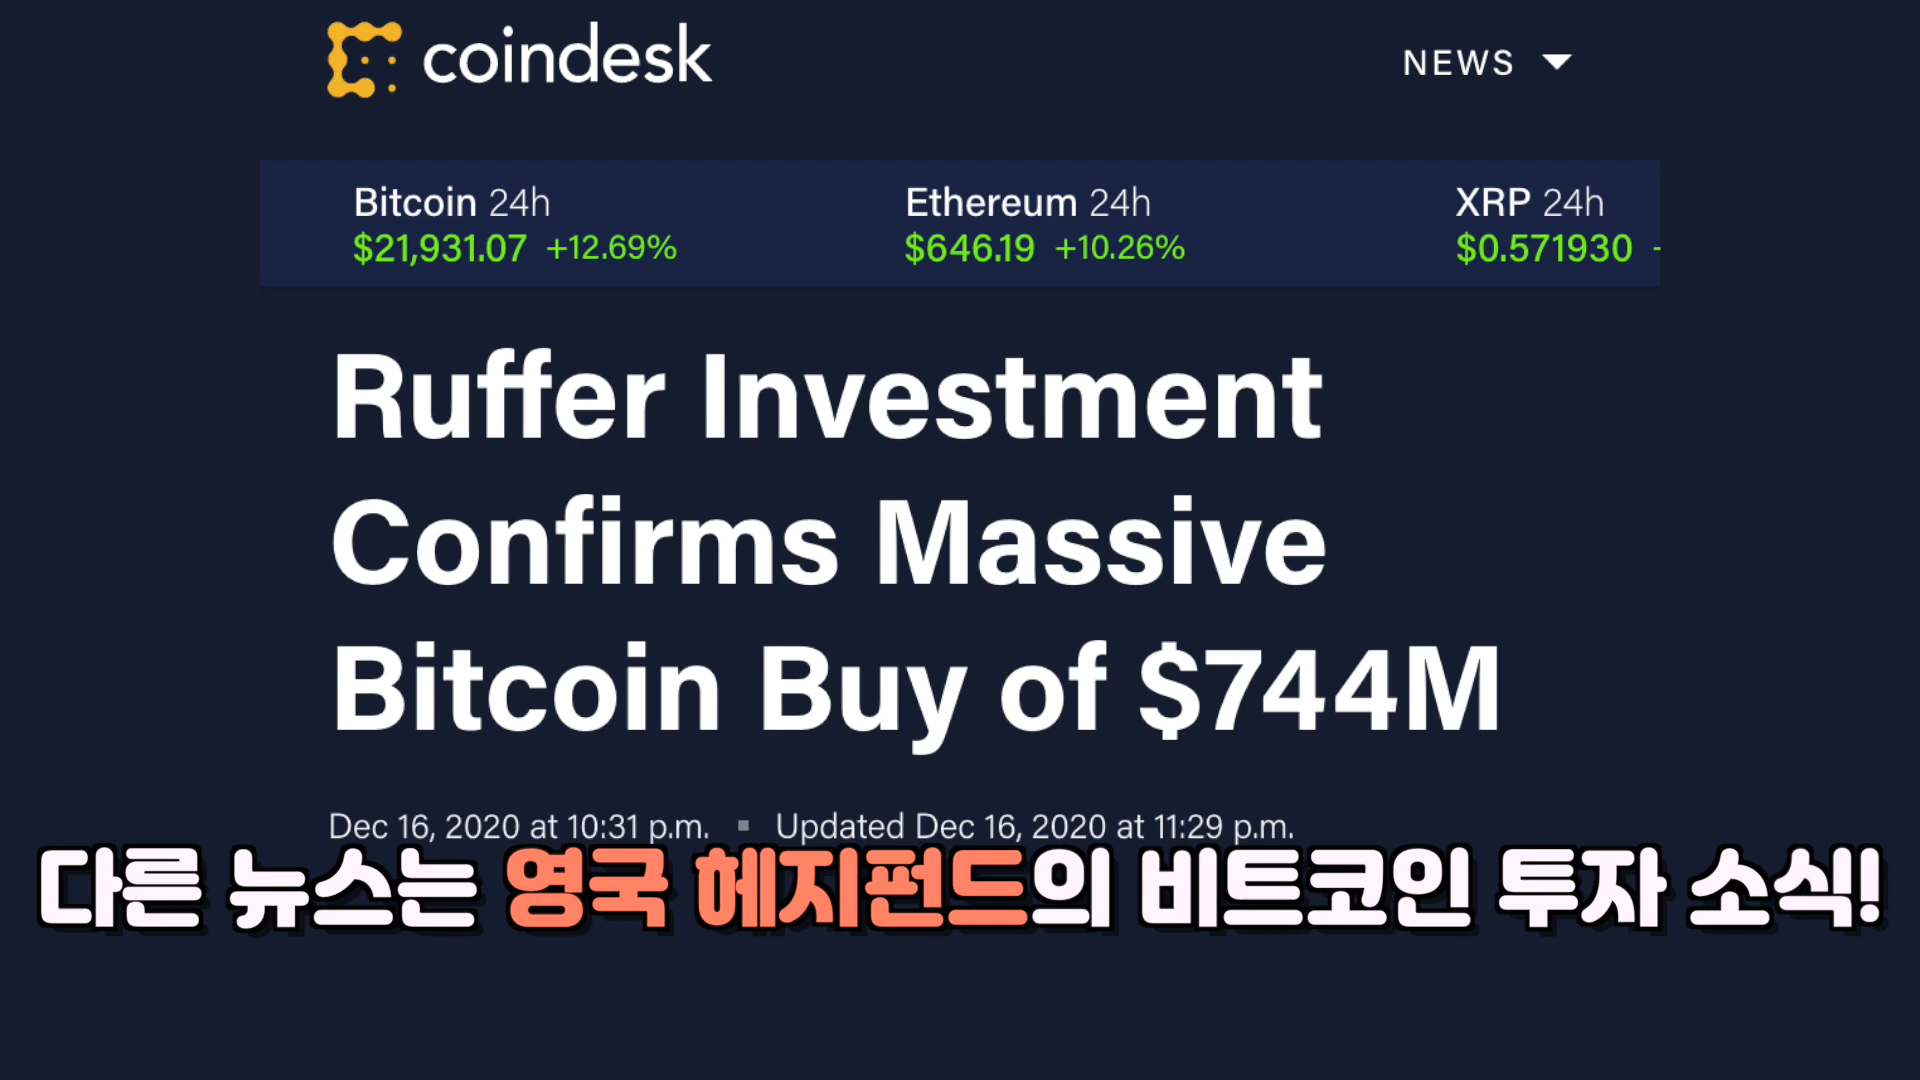 coindesk
NEWS
Bitcoin 24h
$21,931.07 +12.69%
Ethereum 24h
$646.19 +10.26%
XRP 24h
$0.571930 -
Ruffer Investment
Confirms Massive
Bitcoin Buy of $744M
Dec 16, 2020 at 10:31 p.m. ▪ Updated Dec 16, 2020 at 11:29 p.m.
다른 뉴스는 영국 헤지펀드의 비트코인 투자 소식!